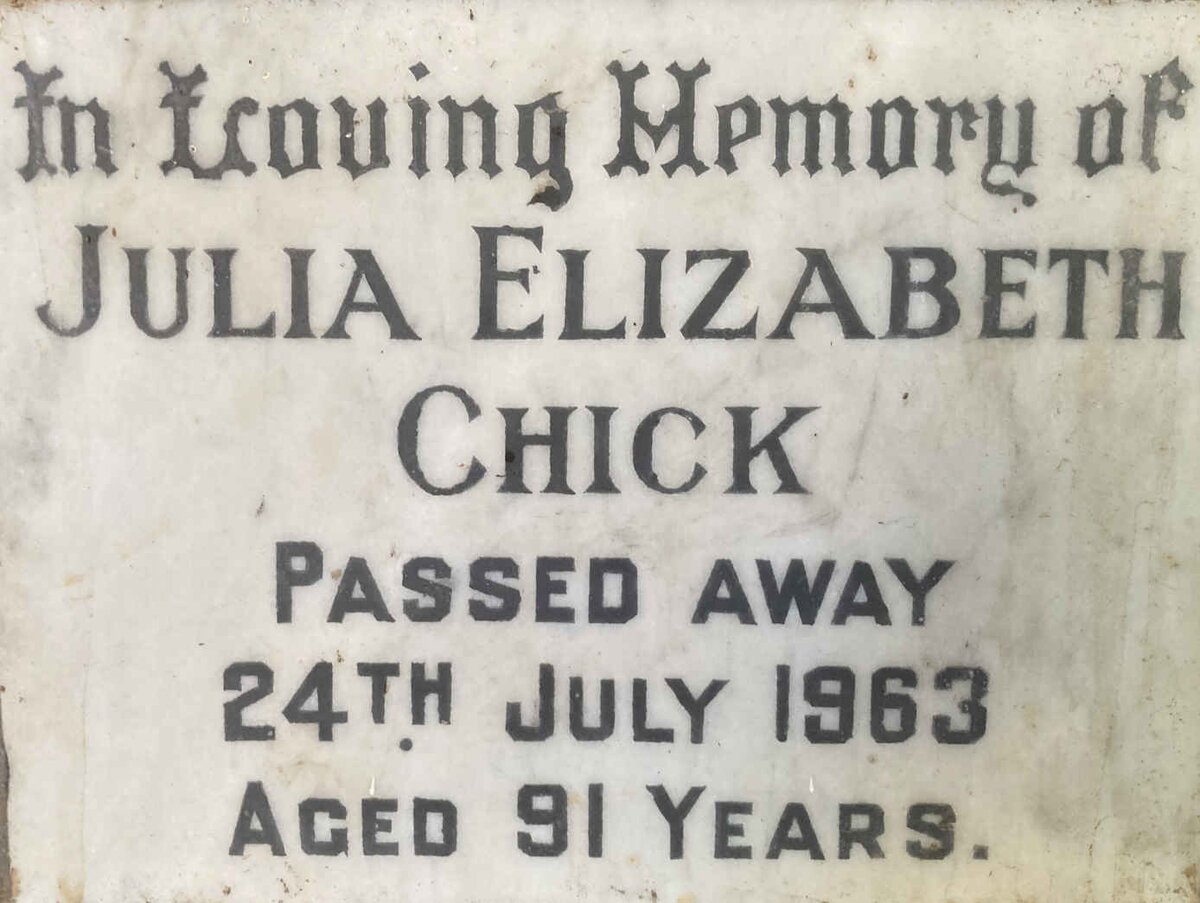 In Loving Memory of
JULIA ELIZABETH
CHICK
PASSED AWAY
24TH JULY 1963
AGED 91 YEARS.